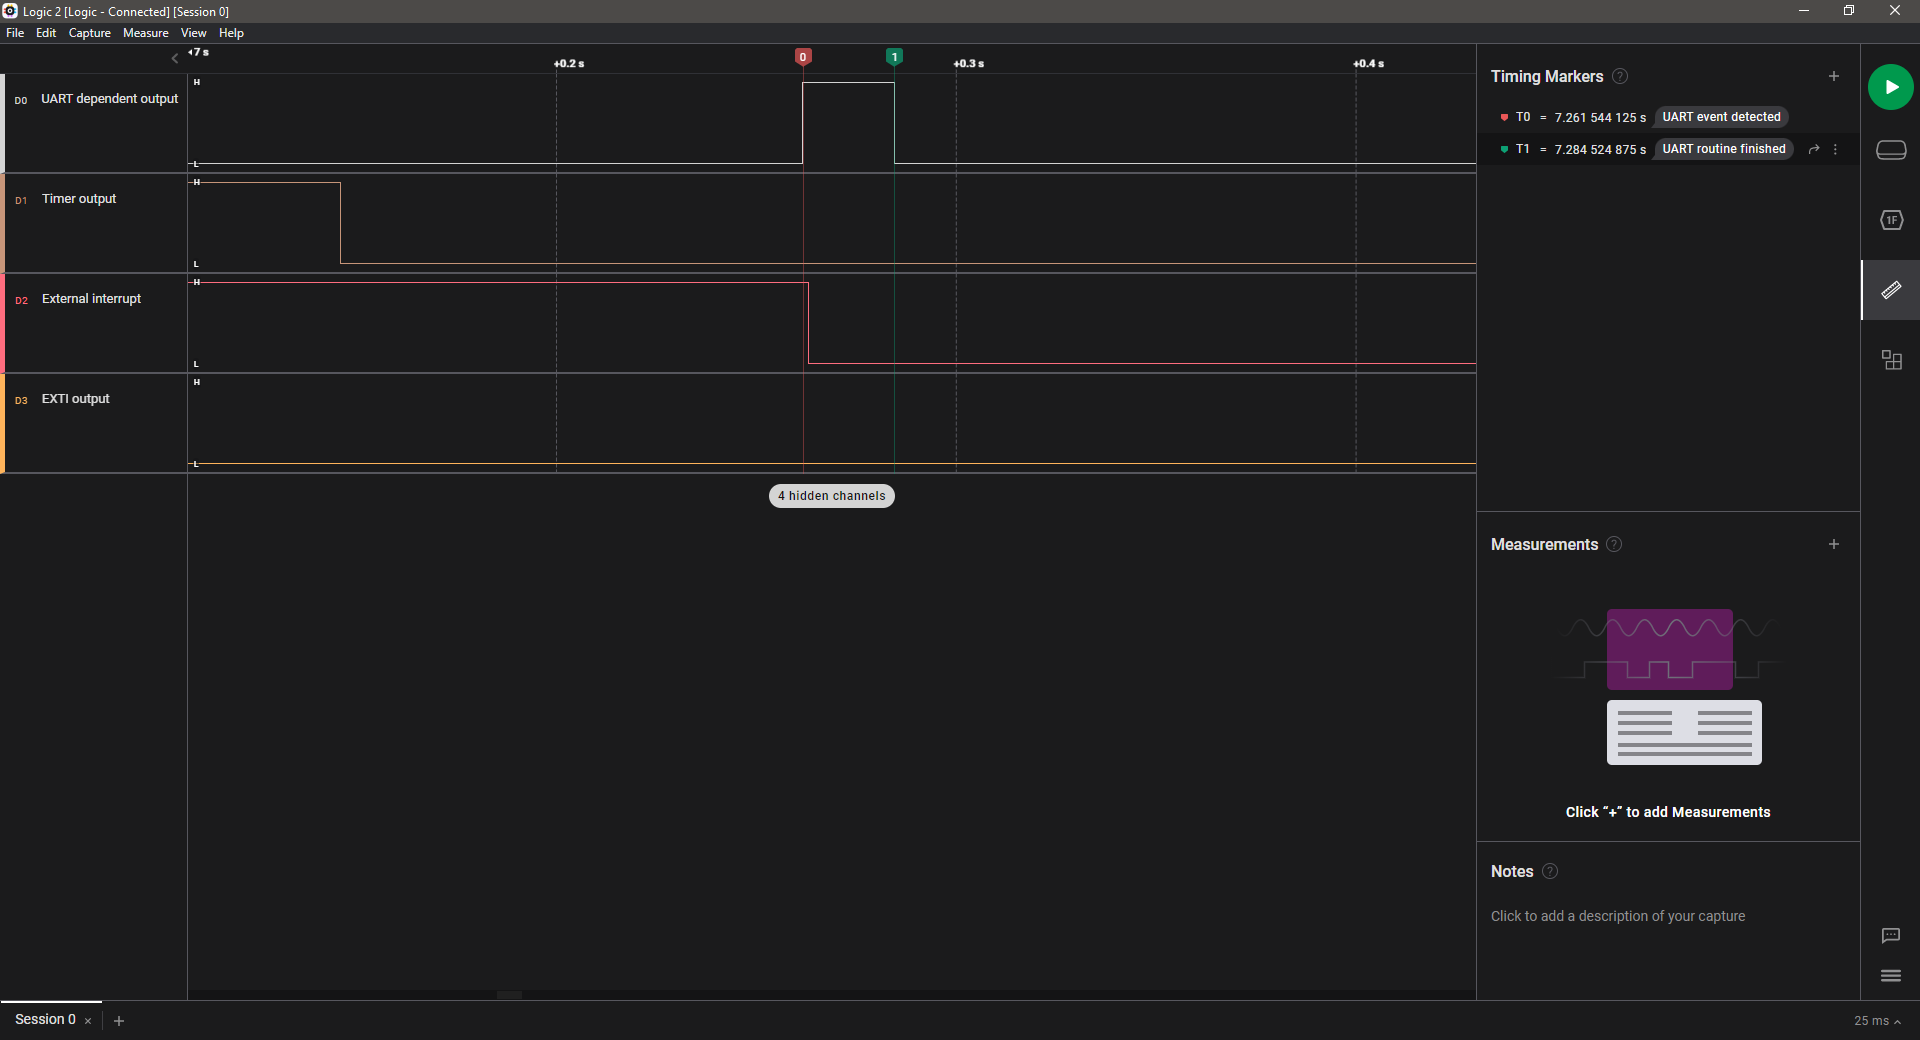 Logic 2 [Logic - Connected] [Session 0]
File Edit Capture Measure View Help
7 s
+0.2 s 0 1 +0.3 s +0.4 s
D0 UART dependent output H L
D1 Timer output H L
D2 External interrupt H L
D3 EXTI output H L
4 hidden channels
Timing Markers ? +
T0 = 7.261 544 125 s UART event detected
T1 = 7.284 524 875 s UART routine finished
1F
Measurements ? +
Click “+” to add Measurements
Notes ?
Click to add a description of your capture
Session 0 × +
25 ms